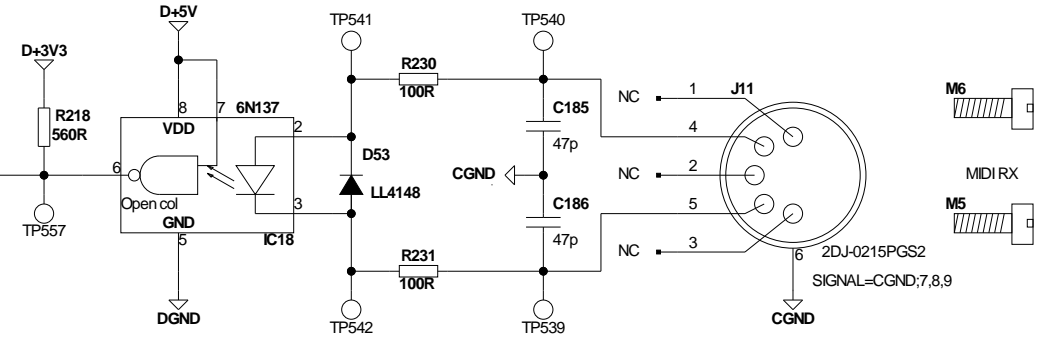 D+5V
TP541
TP540
D+3V3
R230
100R
R218
560R
8
7
6N137
VDD
2
C185
47p
NC
1
J11
M6
4
6
D53
LL4148
CGND
NC
2
MIDI RX
Open col
GND
3
C186
47p
5
M5
TP557
5
IC18
R231
100R
NC
3
6
2DJ-0215PGS2
SIGNAL=CGND;7,8,9
DGND
TP542
TP539
CGND